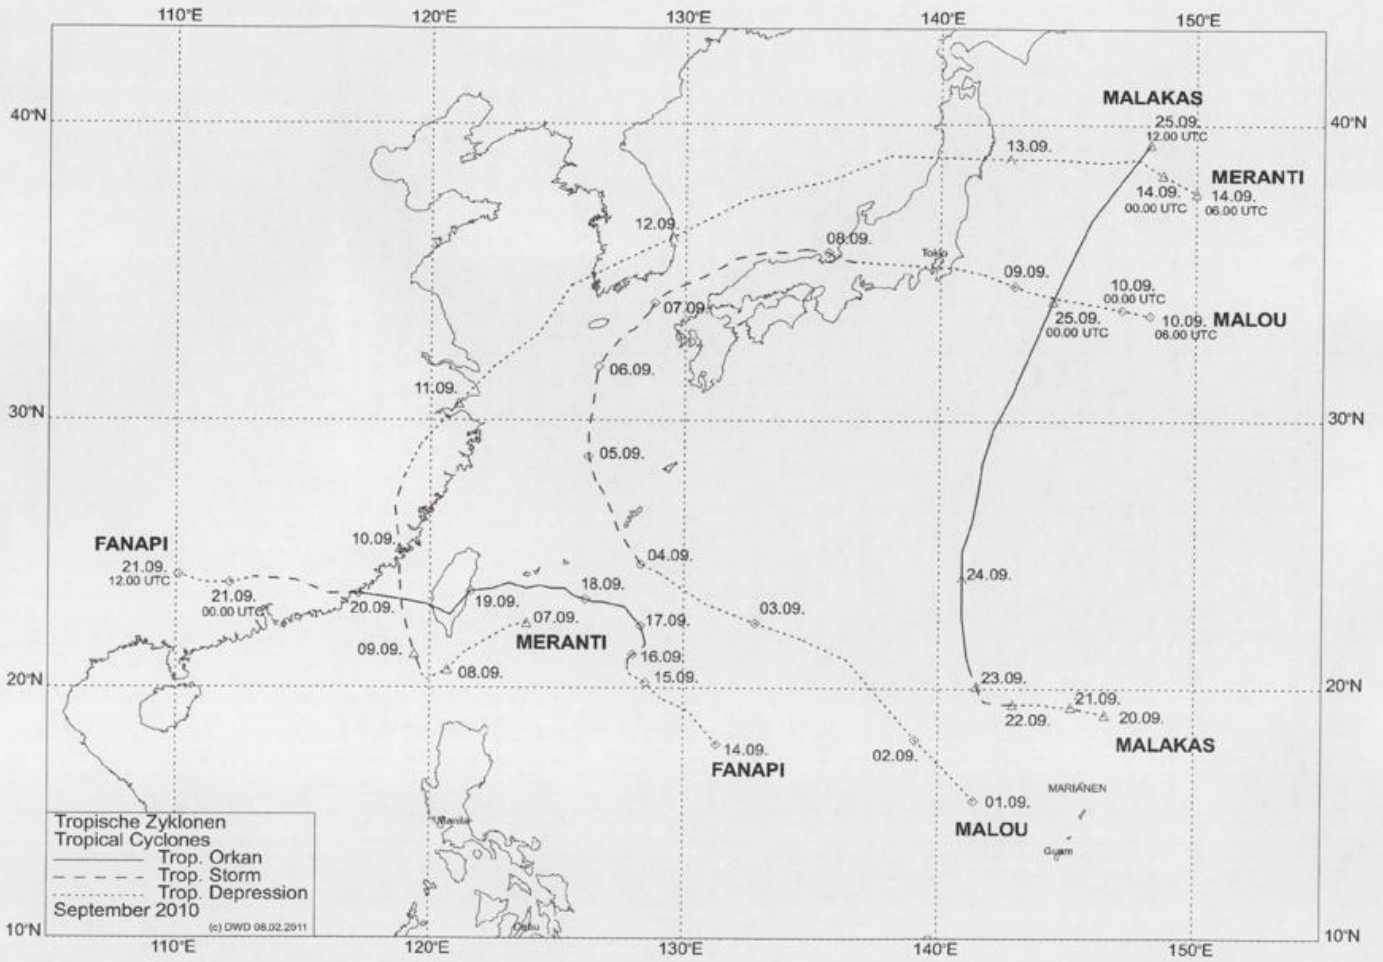 110°E 120°E 130°E 140°E 150°E
MALAKAS
25.09.
12.00 UTC
40°N 40°N
13.09.
MERANTI
14.09.
00.00 UTC
14.09.
06.00 UTC
12.09.
08.09.
Tokio
09.09.
10.09.
00.00 UTC
07.09.
25.09.
00.00 UTC
10.09.
06.00 UTC
MALOU
06.09.
11.09.
30°N 30°N
05.09.
10.09.
FANAPI
21.09.
12.00 UTC
04.09.
24.09.
21.09.
00.00 UTC
20.09.
19.09.
18.09.
03.09.
07.09.
17.09.
MERANTI
09.09.
16.09.
08.09.
15.09.
20°N 20°N
23.09.
21.09.
22.09.
20.09.
MALAKAS
14.09.
FANAPI
02.09.
01.09.
MALOU
MARIANEN
Guam
Manila
Tropische Zyklonen
Tropical Cyclones
Trop. Orkan
Trop. Storm
Trop. Depression
September 2010
(c) DWD 08.02.2011
10°N 10°N
110°E 120°E 130°E 140°E 150°E